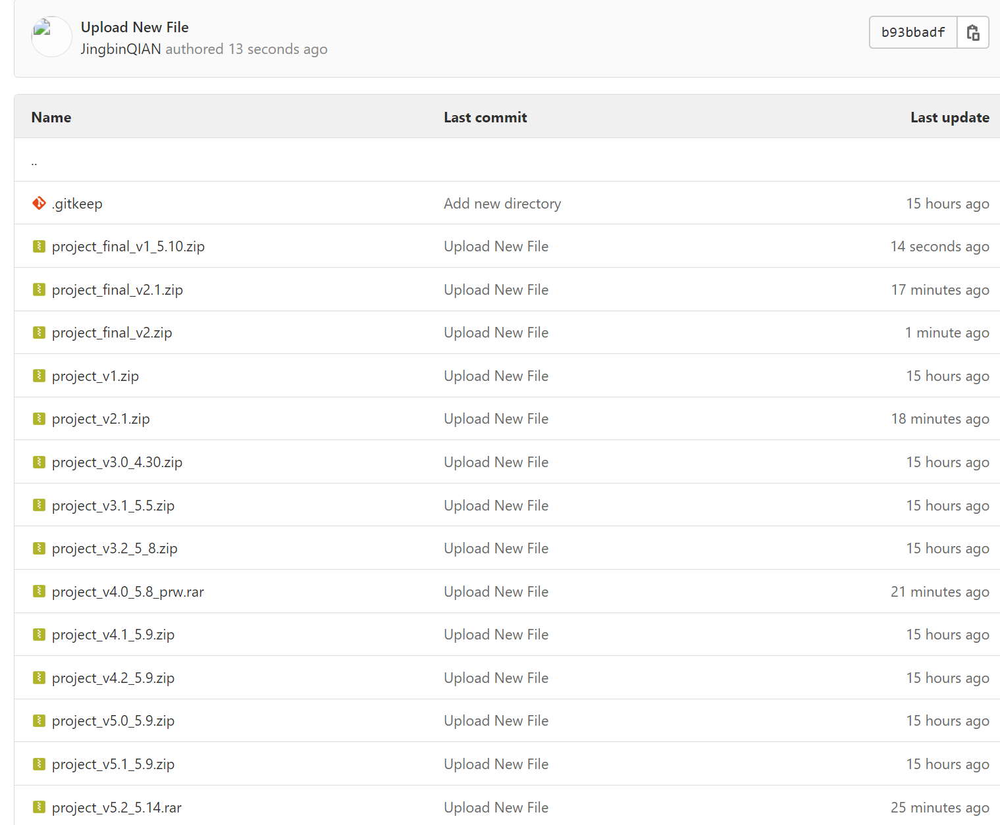 Upload New File
JingbinQIAN authored 13 seconds ago
b93bbadf
Name Last commit Last update
..
.gitkeep Add new directory 15 hours ago
project_final_v1_5.10.zip Upload New File 14 seconds ago
project_final_v2.1.zip Upload New File 17 minutes ago
project_final_v2.zip Upload New File 1 minute ago
project_v1.zip Upload New File 15 hours ago
project_v2.1.zip Upload New File 18 minutes ago
project_v3.0_4.30.zip Upload New File 15 hours ago
project_v3.1_5.5.zip Upload New File 15 hours ago
project_v3.2_5_8.zip Upload New File 15 hours ago
project_v4.0_5.8_prw.rar Upload New File 21 minutes ago
project_v4.1_5.9.zip Upload New File 15 hours ago
project_v4.2_5.9.zip Upload New File 15 hours ago
project_v5.0_5.9.zip Upload New File 15 hours ago
project_v5.1_5.9.zip Upload New File 15 hours ago
project_v5.2_5.14.rar Upload New File 25 minutes ago